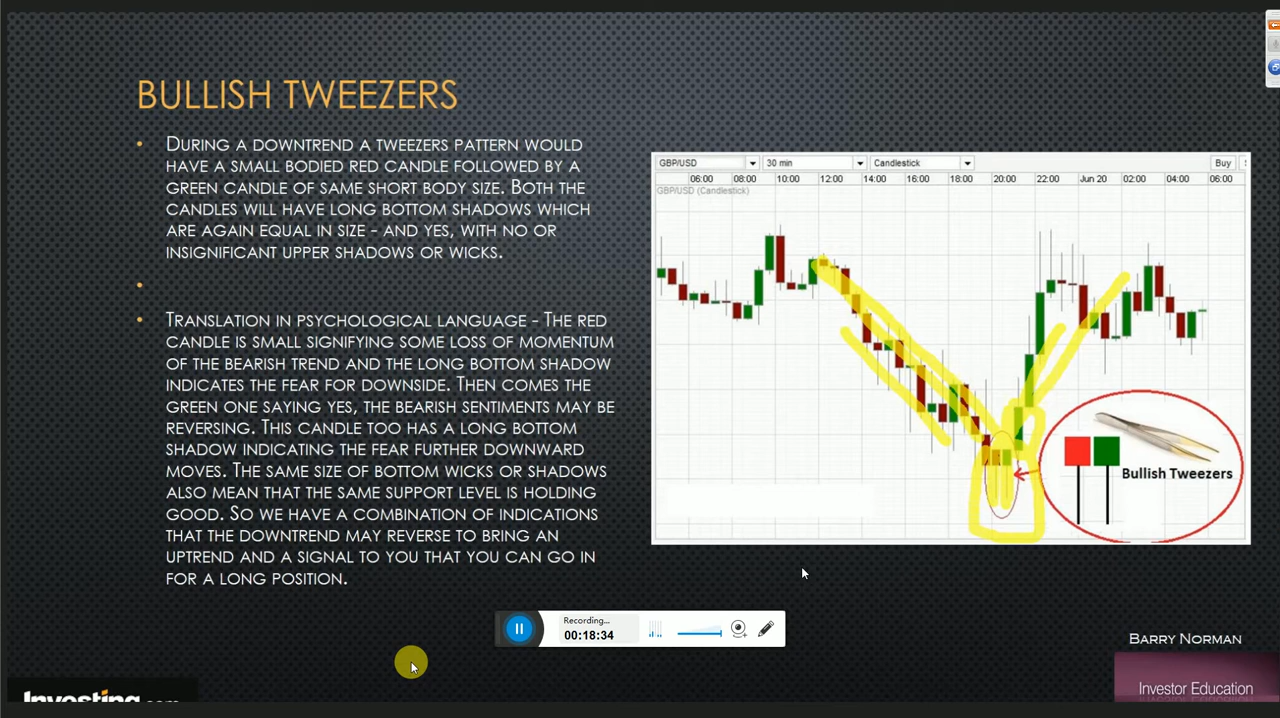 BULLISH TWEEZERS
• DURING A DOWNTREND A TWEEZERS PATTERN WOULD
HAVE A SMALL BODIED RED CANDLE FOLLOWED BY A
GREEN CANDLE OF SAME SHORT BODY SIZE. BOTH THE
CANDLES WILL HAVE LONG BOTTOM SHADOWS WHICH
ARE AGAIN EQUAL IN SIZE - AND YES, WITH NO OR
INSIGNIFICANT UPPER SHADOWS OR WICKS.
•
• TRANSLATION IN PSYCHOLOGICAL LANGUAGE - THE RED
CANDLE IS SMALL SIGNIFYING SOME LOSS OF MOMENTUM
OF THE BEARISH TREND AND THE LONG BOTTOM SHADOW
INDICATES THE FEAR FOR DOWNSIDE. THEN COMES THE
GREEN ONE SAYING YES, THE BEARISH SENTIMENTS MAY BE
REVERSING. THIS CANDLE TOO HAS A LONG BOTTOM
SHADOW INDICATING THE FEAR FURTHER DOWNWARD
MOVES. THE SAME SIZE OF BOTTOM WICKS OR SHADOWS
ALSO MEAN THAT THE SAME SUPPORT LEVEL IS HOLDING
GOOD. SO WE HAVE A COMBINATION OF INDICATIONS
THAT THE DOWNTREND MAY REVERSE TO BRING AN
UPTREND AND A SIGNAL TO YOU THAT YOU CAN GO IN
FOR A LONG POSITION.
GBP/USD 30 min Candlestick Buy
06:00 08:00 10:00 12:00 14:00 16:00 18:00 20:00 22:00 Jun 20 02:00 04:00 06:00
GBP/USD (Candlestick)
Bullish Tweezers
Recording...
00:18:34
BARRY NORMAN
Investor Education
Investing.com